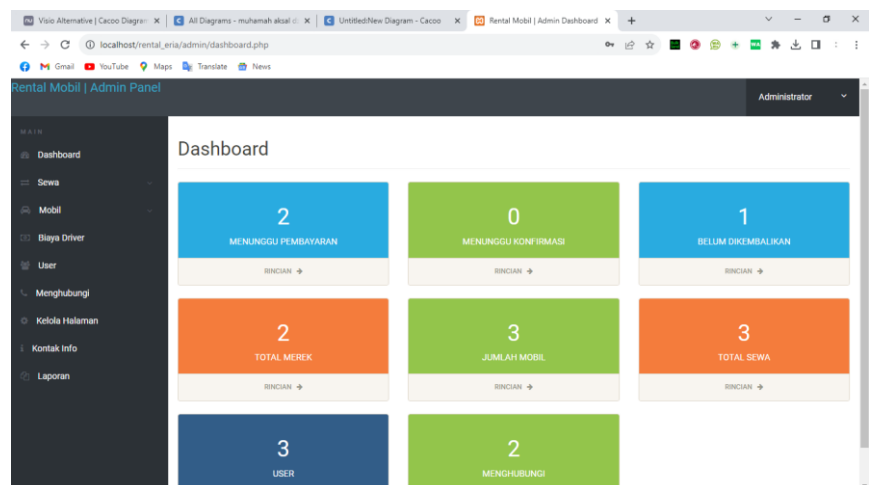 Visio Alternative | Cacoo Diagram
All Diagrams - muhamah aksal d
Untitled:New Diagram - Cacoo
Rental Mobil | Admin Dashboard
localhost/rental_eria/admin/dashboard.php
Gmail YouTube Maps Translate News
Rental Mobil | Admin Panel
Administrator
MAIN
Dashboard
Sewa
Mobil
Biaya Driver
User
Menghubungi
Kelola Halaman
Kontak Info
Laporan
Dashboard
2
MENUNGGU PEMBAYARAN
RINCIAN
0
MENUNGGU KONFIRMASI
RINCIAN
1
BELUM DIKEMBALIKAN
RINCIAN
2
TOTAL MEREK
RINCIAN
3
JUMLAH MOBIL
RINCIAN
3
TOTAL SEWA
RINCIAN
3
USER
2
MENGHUBUNGI